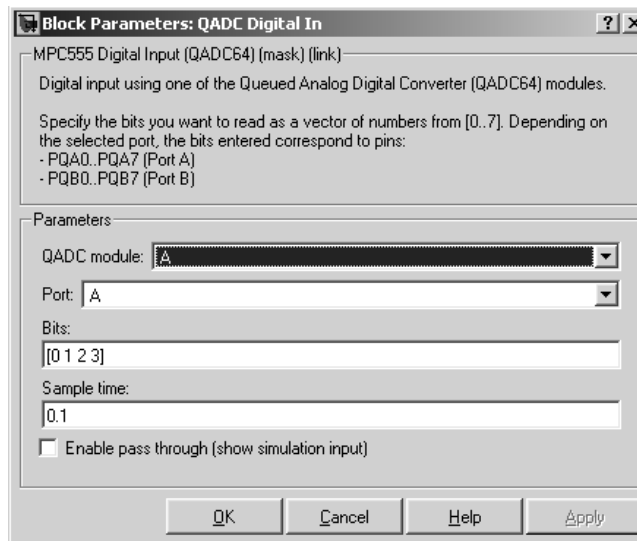 Block Parameters: QADC Digital In
MPC555 Digital Input (QADC64) (mask) (link)
Digital input using one of the Queued Analog Digital Converter (QADC64) modules.
Specify the bits you want to read as a vector of numbers from [0..7]. Depending on
the selected port, the bits entered correspond to pins:
- PQA0..PQA7 (Port A)
- PQB0..PQB7 (Port B)
Parameters
QADC module: A
Port: A
Bits:
[0 1 2 3]
Sample time:
0.1
Enable pass through (show simulation input)
OK Cancel Help Apply